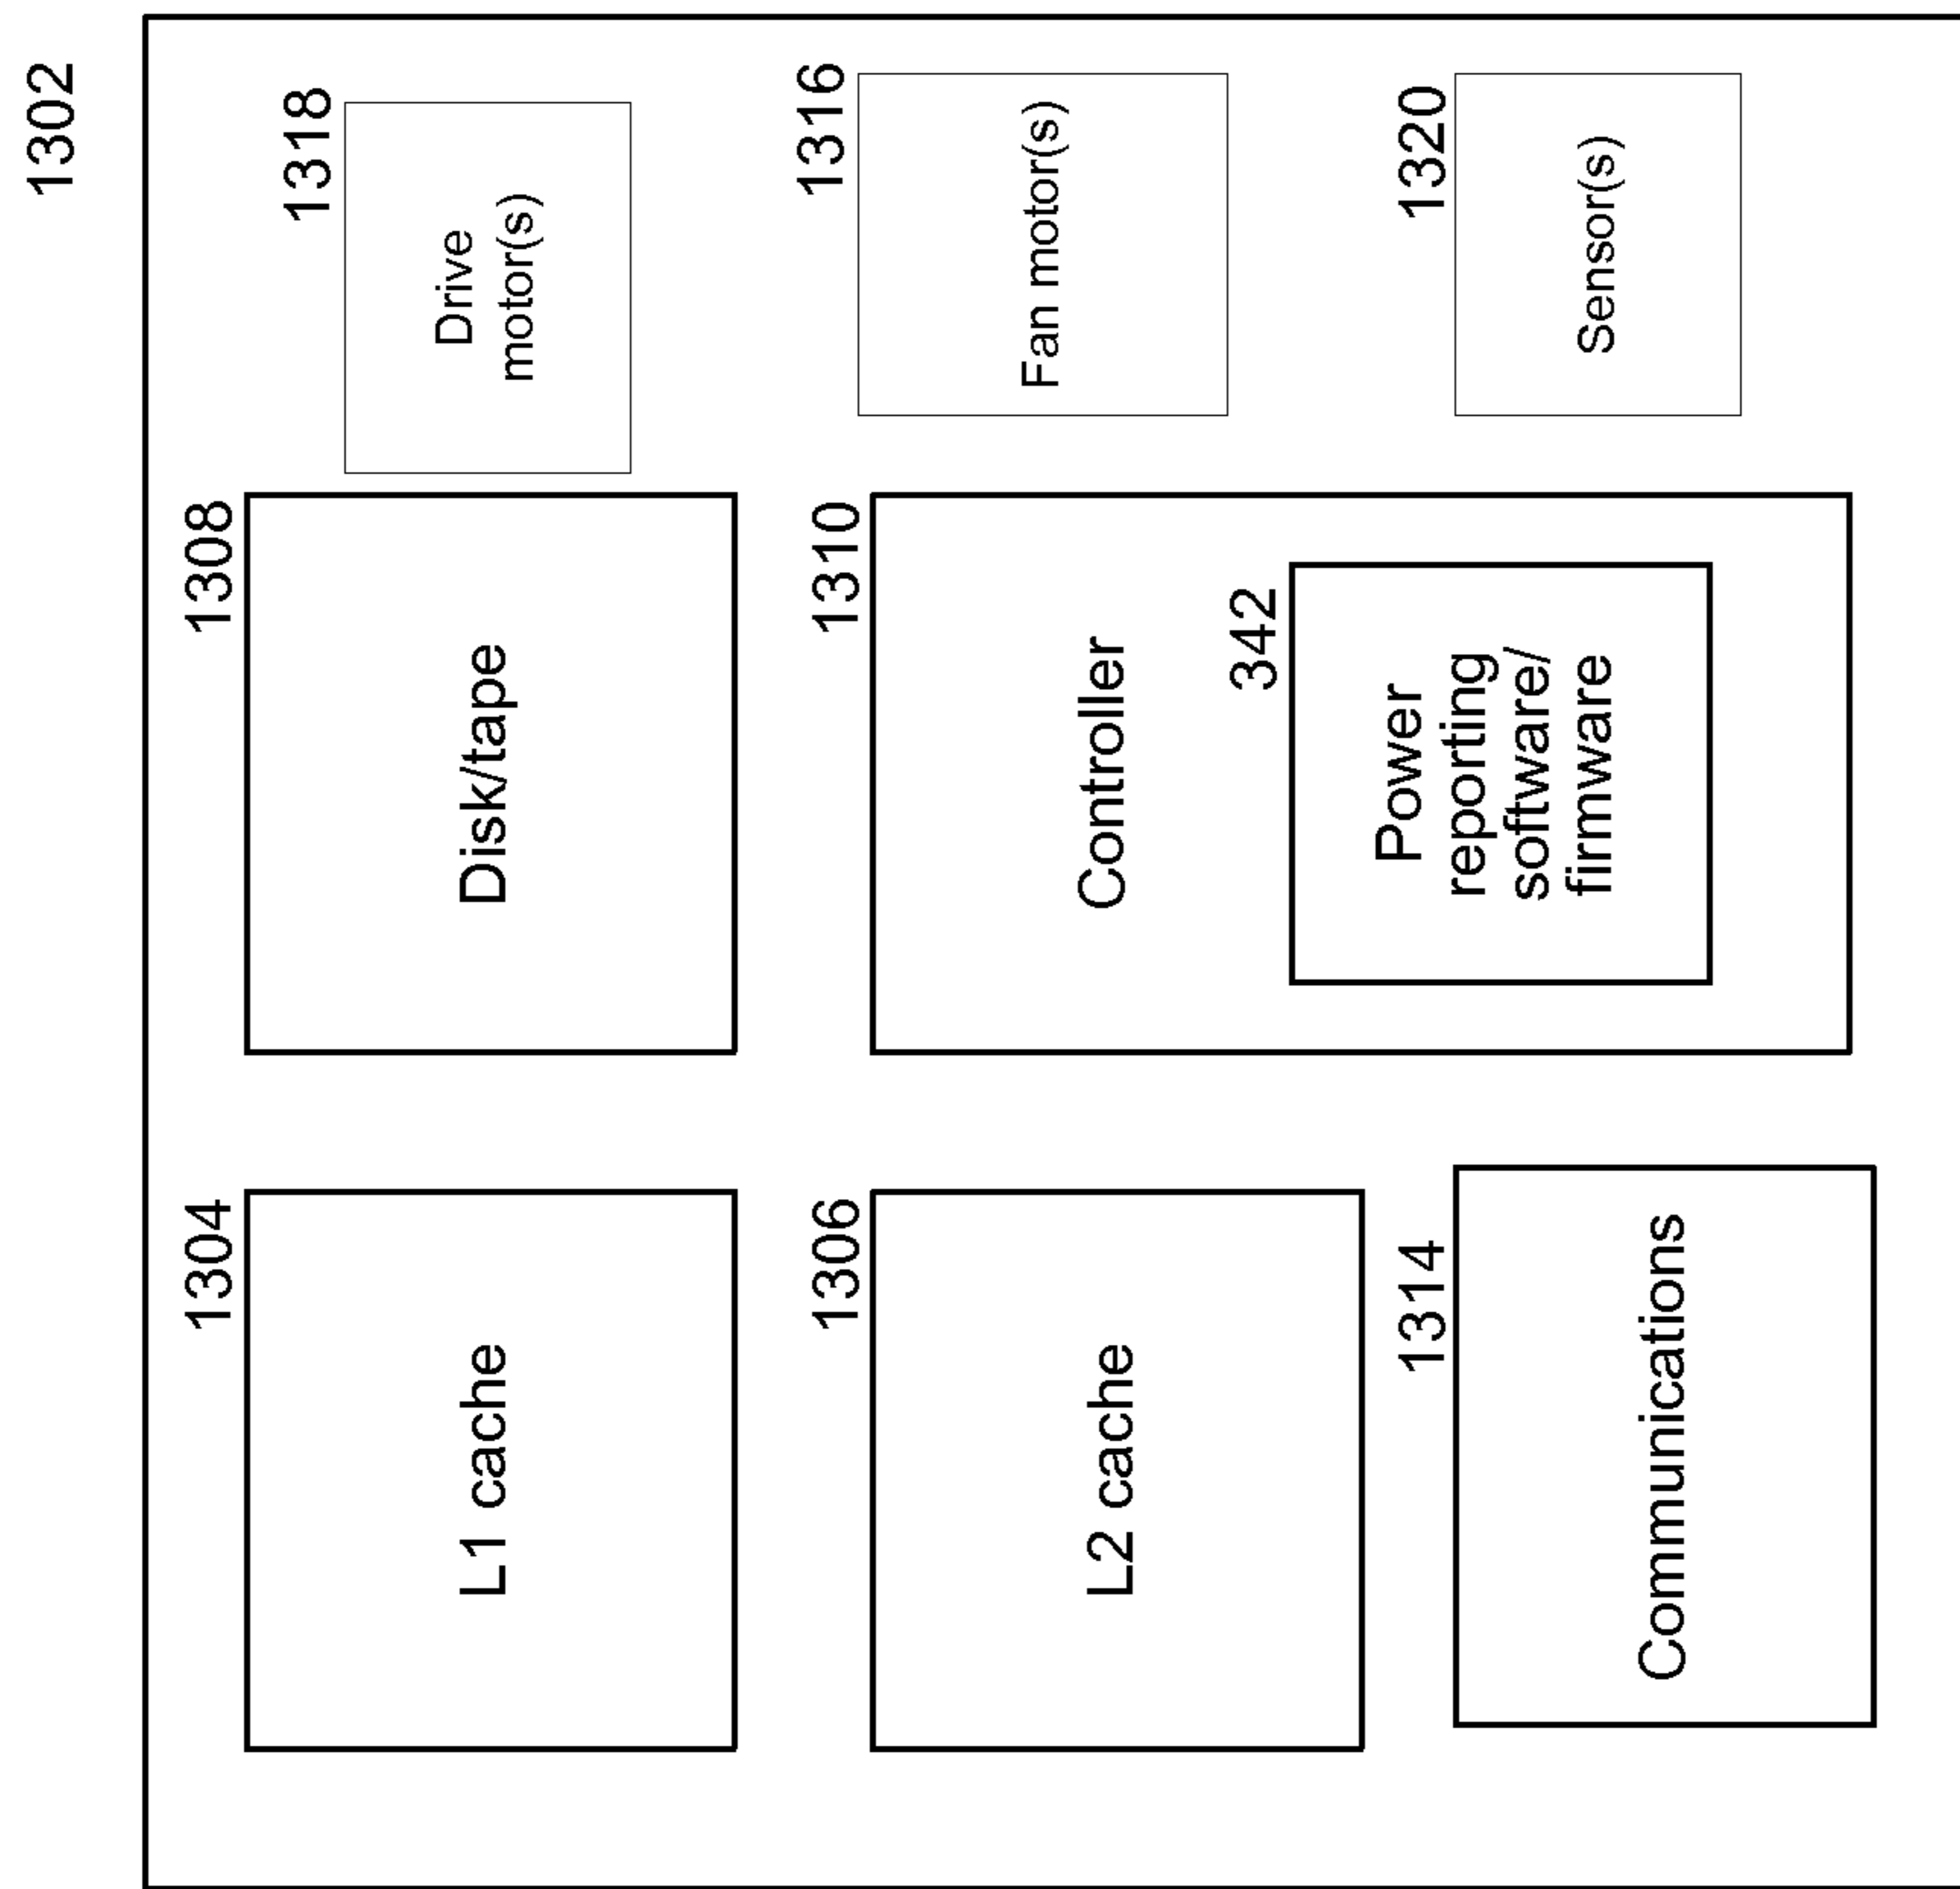 1302
1304
L1 cache
1308
Disk/tape
1318
Drive
motor(s)
1306
L2 cache
1310
Controller
342
Power
reporting
software/
firmware
1316
Fan motor(s)
1314
Communications
1320
Sensor(s)